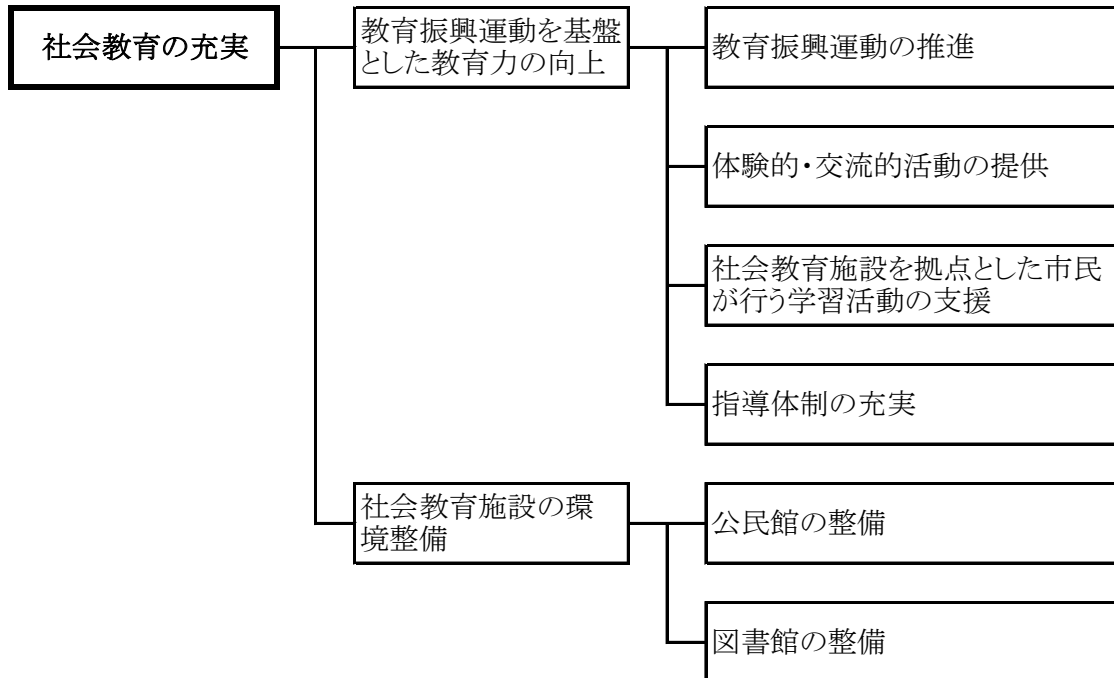 社会教育の充実
教育振興運動を基盤
とした教育力の向上
教育振興運動の推進
体験的・交流的活動の提供
社会教育施設を拠点とした市民
が行う学習活動の支援
指導体制の充実
社会教育施設の環
境整備
公民館の整備
図書館の整備